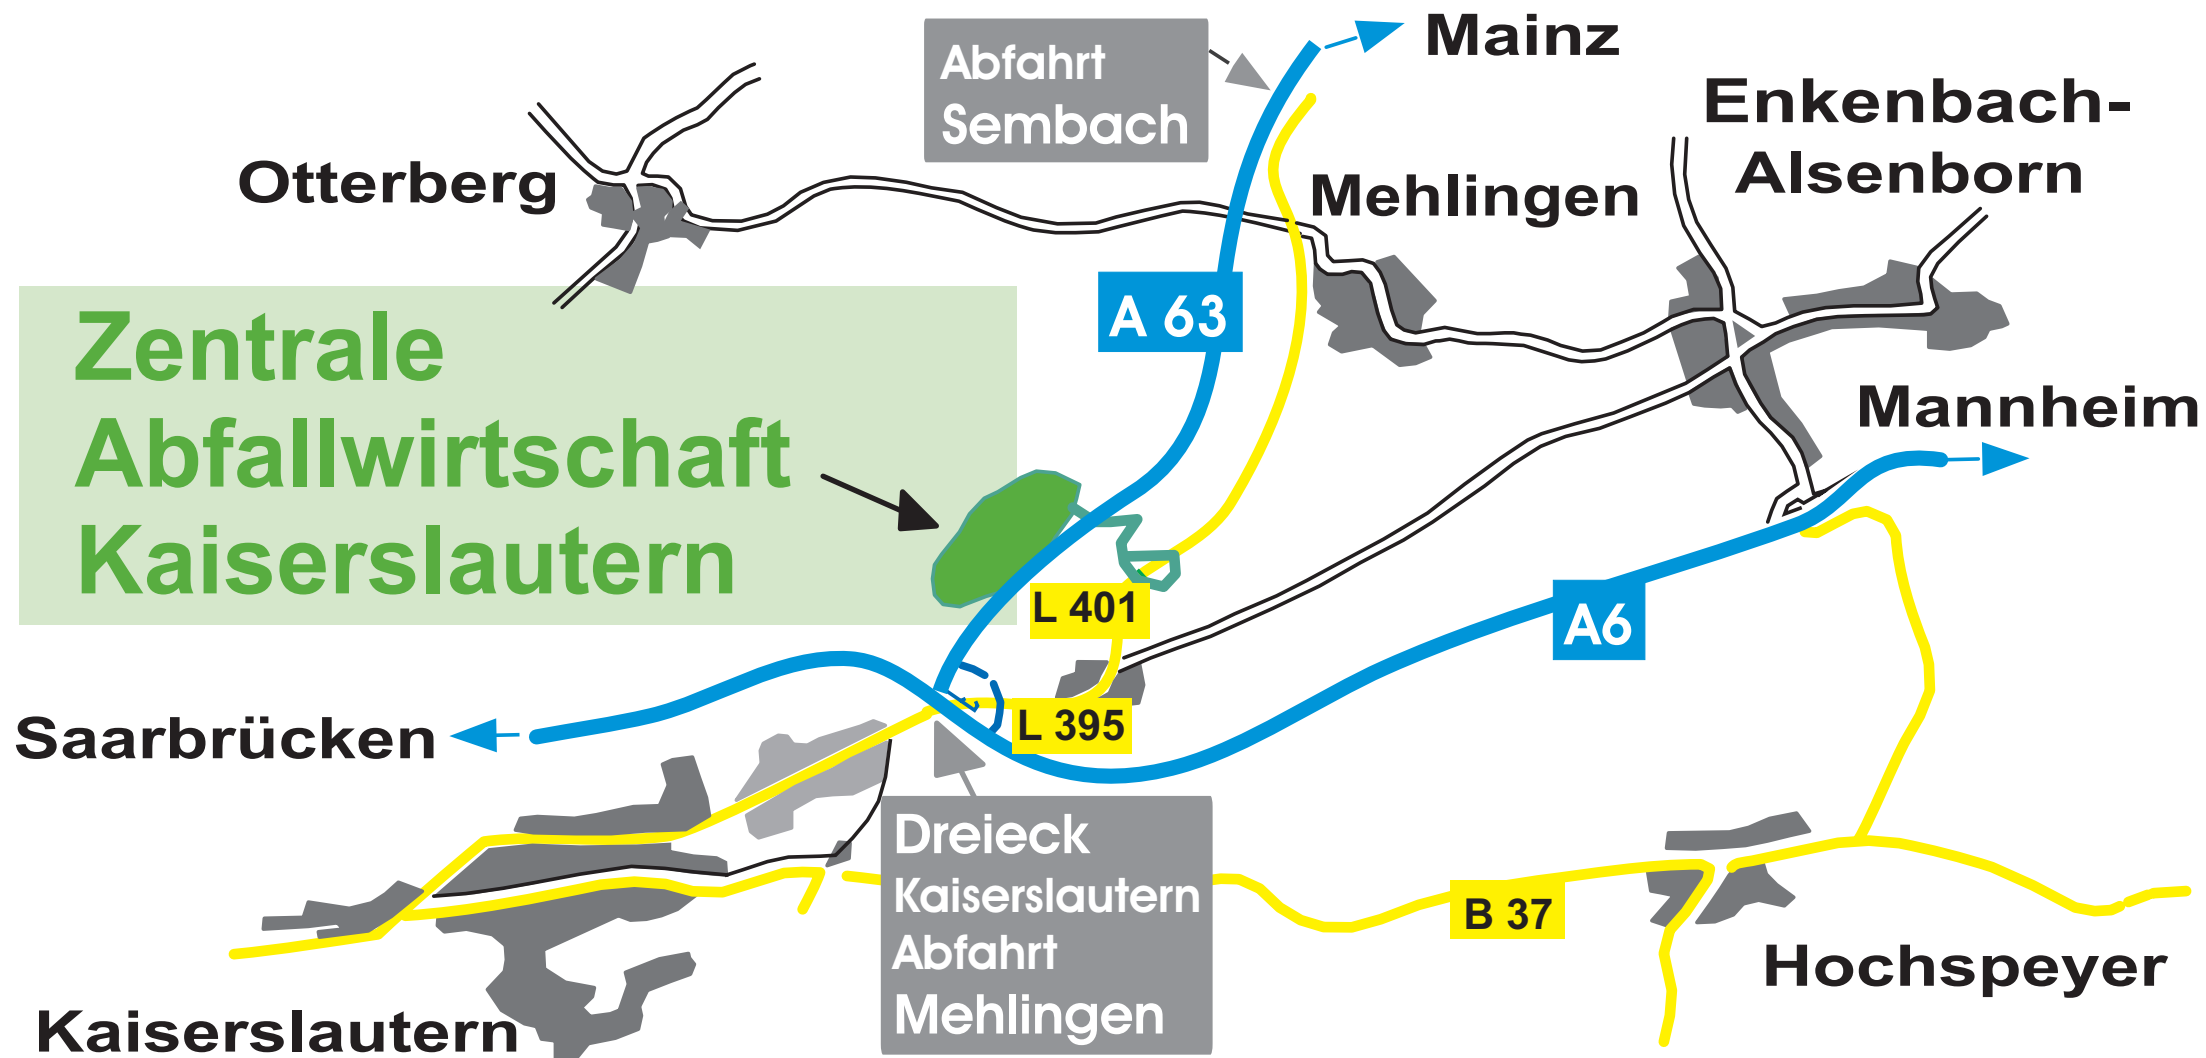 Mainz
Abfahrt
Sembach
Enkenbach-
Alsenborn
Otterberg
Mehlingen
A 63
Zentrale
Abfallwirtschaft
Kaiserslautern
Mannheim
L 401
A6
L 395
Saarbrücken
Dreieck
Kaiserslautern
Abfahrt
Mehlingen
B 37
Hochspeyer
Kaiserslautern